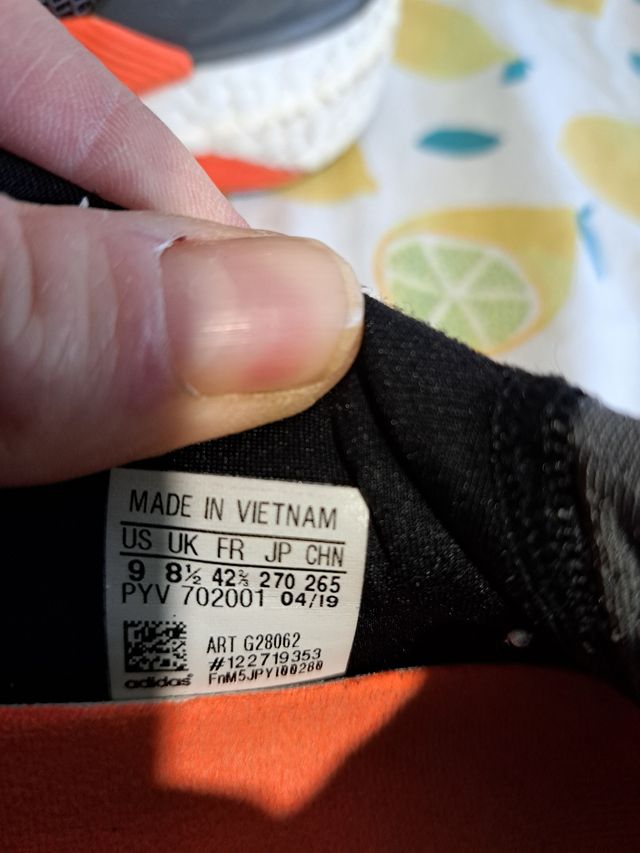 MADE IN VIETNAM
US UK FR JP CHN
9 8½ 42⅔ 270 265
PYV 702001 04/19
ART G28062
#122719353
FnM5JPY100280
adidas